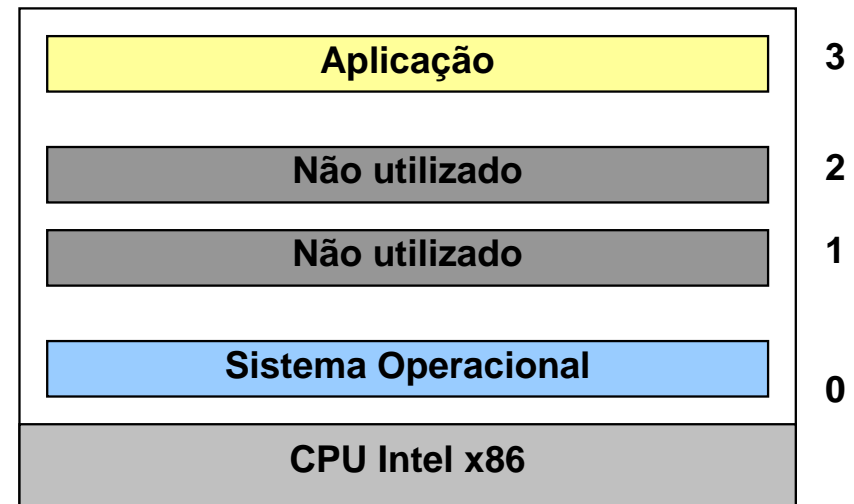 Aplicação 3
Não utilizado 2
Não utilizado 1
Sistema Operacional 0
CPU Intel x86